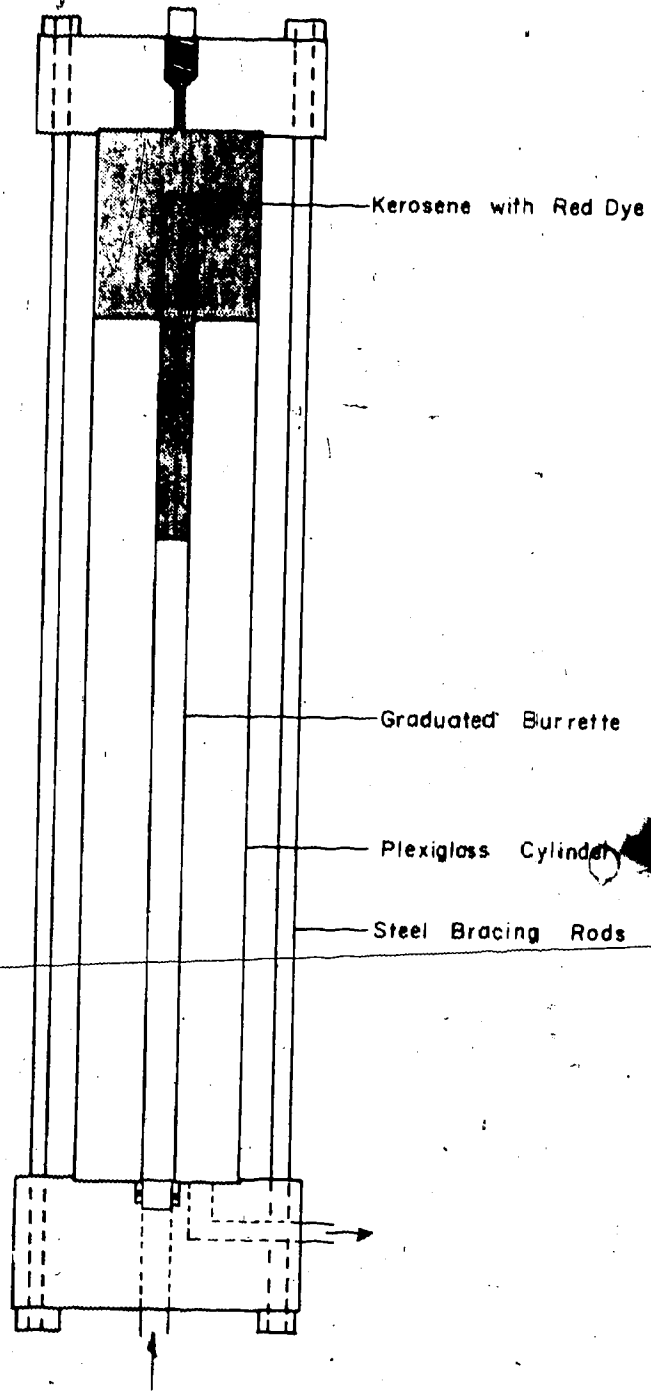 Kerosene with Red Dye
Graduated Burrette
Plexiglass Cylinder
Steel Bracing Rods